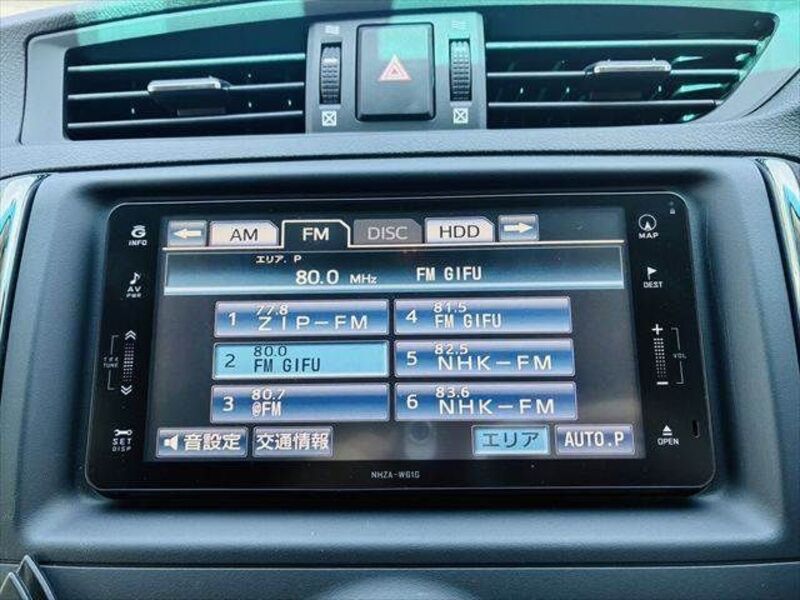 INFO
AV
PWR
TRK
TUNE
SET
DISP
AM FM DISC HDD
エリア. P
80.0 MHz FM GIFU
1 77.8 ZIP-FM
2 80.0 FM GIFU
3 80.7 @FM
4 81.5 FM GIFU
5 82.5 NHK-FM
6 83.6 NHK-FM
音設定 交通情報 エリア AUTO.P
MAP
DEST
VOL
OPEN
NHZA-W61G